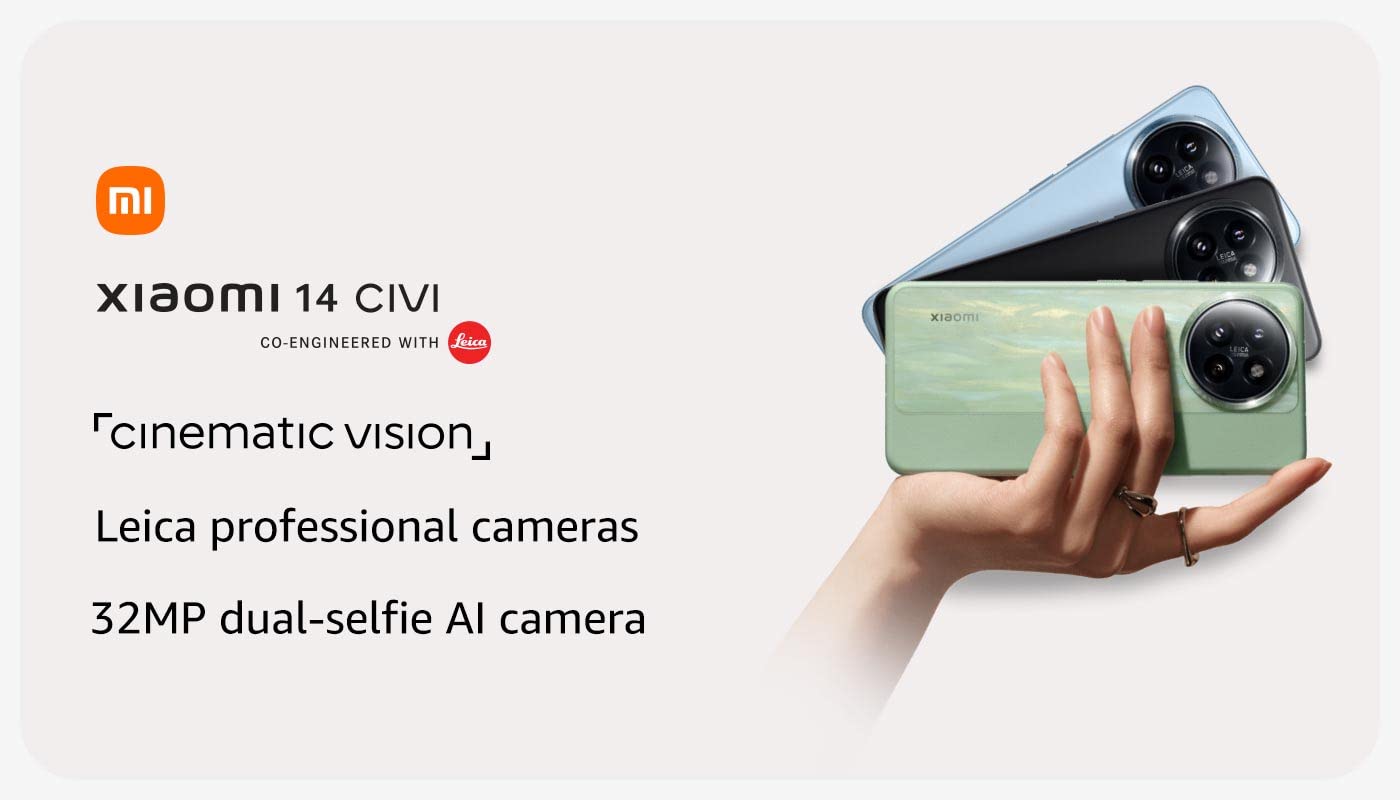 mi
xiaomi 14 CIVI
CO-ENGINEERED WITH Leica
「cinematic vision」
Leica professional cameras
32MP dual-selfie AI camera
LEICA
LEICA
xiaomi
LEICA